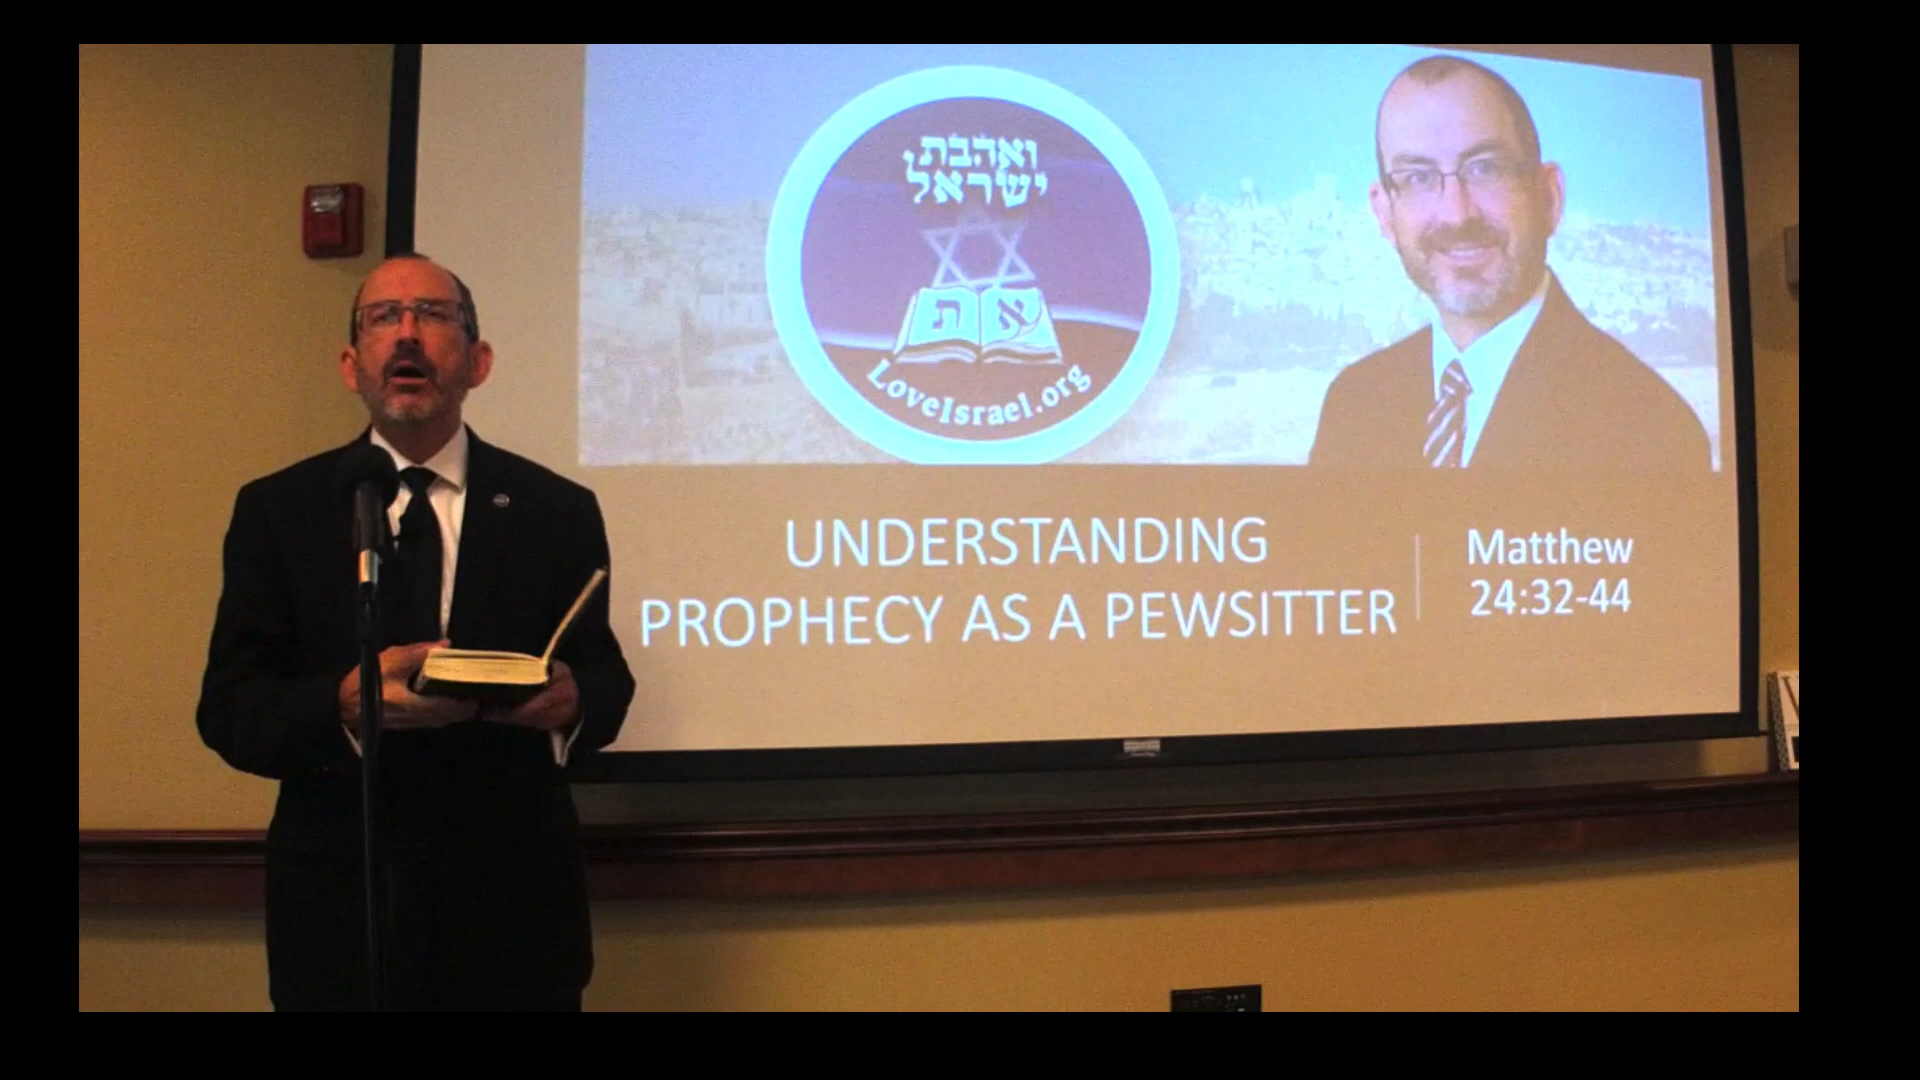 ואהבת
ישראל
ת א
LoveIsrael.org
UNDERSTANDING
PROPHECY AS A PEWSITTER
Matthew
24:32-44